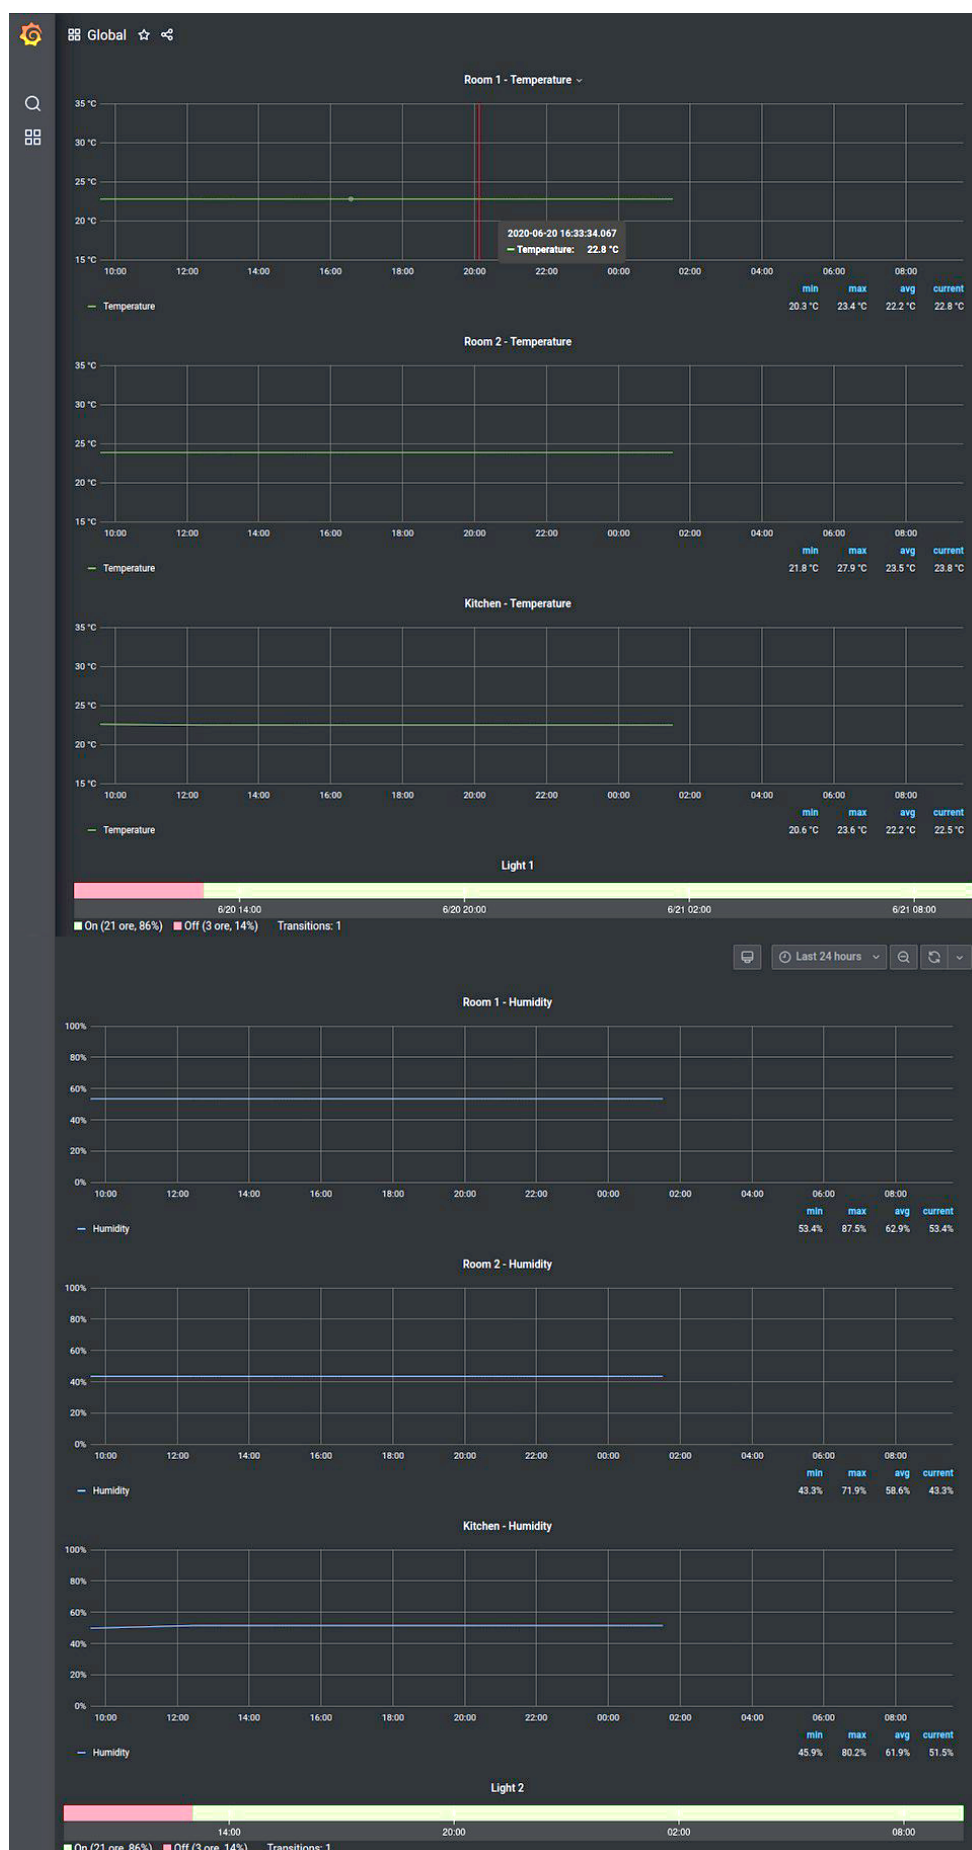 Global
Room 1 - Temperature
35 °C
30 °C
25 °C
20 °C
15 °C
2020-06-20 16:33:34.067
Temperature: 22.8 °C
10:00 12:00 14:00 16:00 18:00 20:00 22:00 00:00 02:00 04:00 06:00 08:00
min max avg current
Temperature 20.3 °C 23.4 °C 22.2 °C 22.8 °C
Room 2 - Temperature
35 °C
30 °C
25 °C
20 °C
15 °C
10:00 12:00 14:00 16:00 18:00 20:00 22:00 00:00 02:00 04:00 06:00 08:00
min max avg current
Temperature 21.8 °C 27.9 °C 23.5 °C 23.8 °C
Kitchen - Temperature
35 °C
30 °C
25 °C
20 °C
15 °C
10:00 12:00 14:00 16:00 18:00 20:00 22:00 00:00 02:00 04:00 06:00 08:00
min max avg current
Temperature 20.6 °C 23.6 °C 22.2 °C 22.5 °C
Light 1
6/20 14:00 6/20 20:00 6/21 02:00 6/21 08:00
On (21 ore, 86%) Off (3 ore, 14%) Transitions: 1
Last 24 hours
Room 1 - Humidity
100%
80%
60%
40%
20%
0%
10:00 12:00 14:00 16:00 18:00 20:00 22:00 00:00 02:00 04:00 06:00 08:00
min max avg current
Humidity 53.4% 87.5% 62.9% 53.4%
Room 2 - Humidity
100%
80%
60%
40%
20%
0%
10:00 12:00 14:00 16:00 18:00 20:00 22:00 00:00 02:00 04:00 06:00 08:00
min max avg current
Humidity 43.3% 71.9% 58.6% 43.3%
Kitchen - Humidity
100%
80%
60%
40%
20%
0%
10:00 12:00 14:00 16:00 18:00 20:00 22:00 00:00 02:00 04:00 06:00 08:00
min max avg current
Humidity 45.9% 80.2% 61.9% 51.5%
Light 2
14:00 20:00 02:00 08:00
On (21 ore, 86%) Off (3 ore, 14%) Transitions: 1